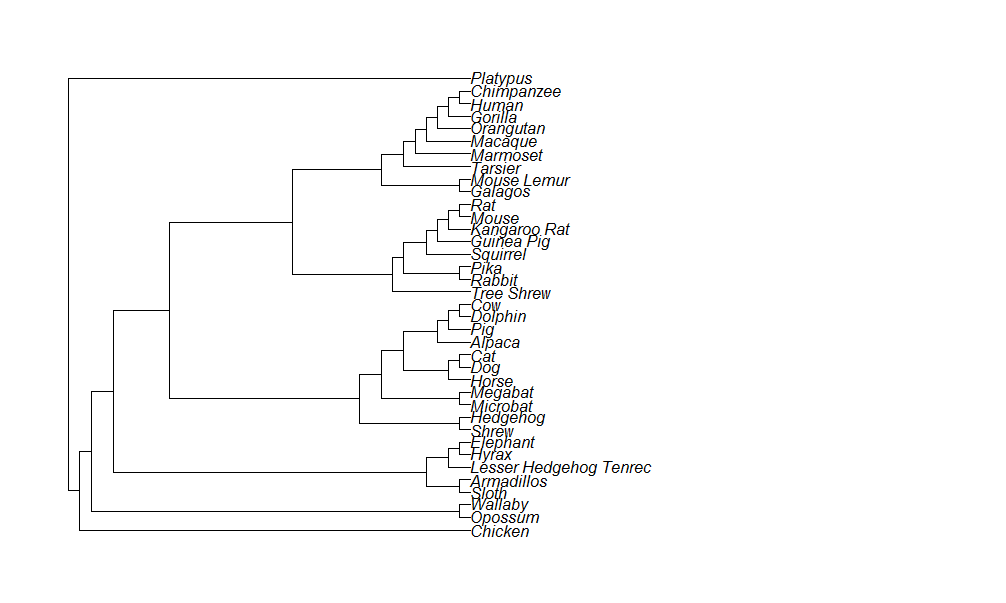 Platypus
Chimpanzee
Human
Gorilla
Orangutan
Macaque
Marmoset
Tarsier
Mouse Lemur
Galagos
Rat
Mouse
Kangaroo Rat
Guinea Pig
Squirrel
Pika
Rabbit
Tree Shrew
Cow
Dolphin
Pig
Alpaca
Cat
Dog
Horse
Megabat
Microbat
Hedgehog
Shrew
Elephant
Hyrax
Lesser Hedgehog Tenrec
Armadillos
Sloth
Wallaby
Opossum
Chicken